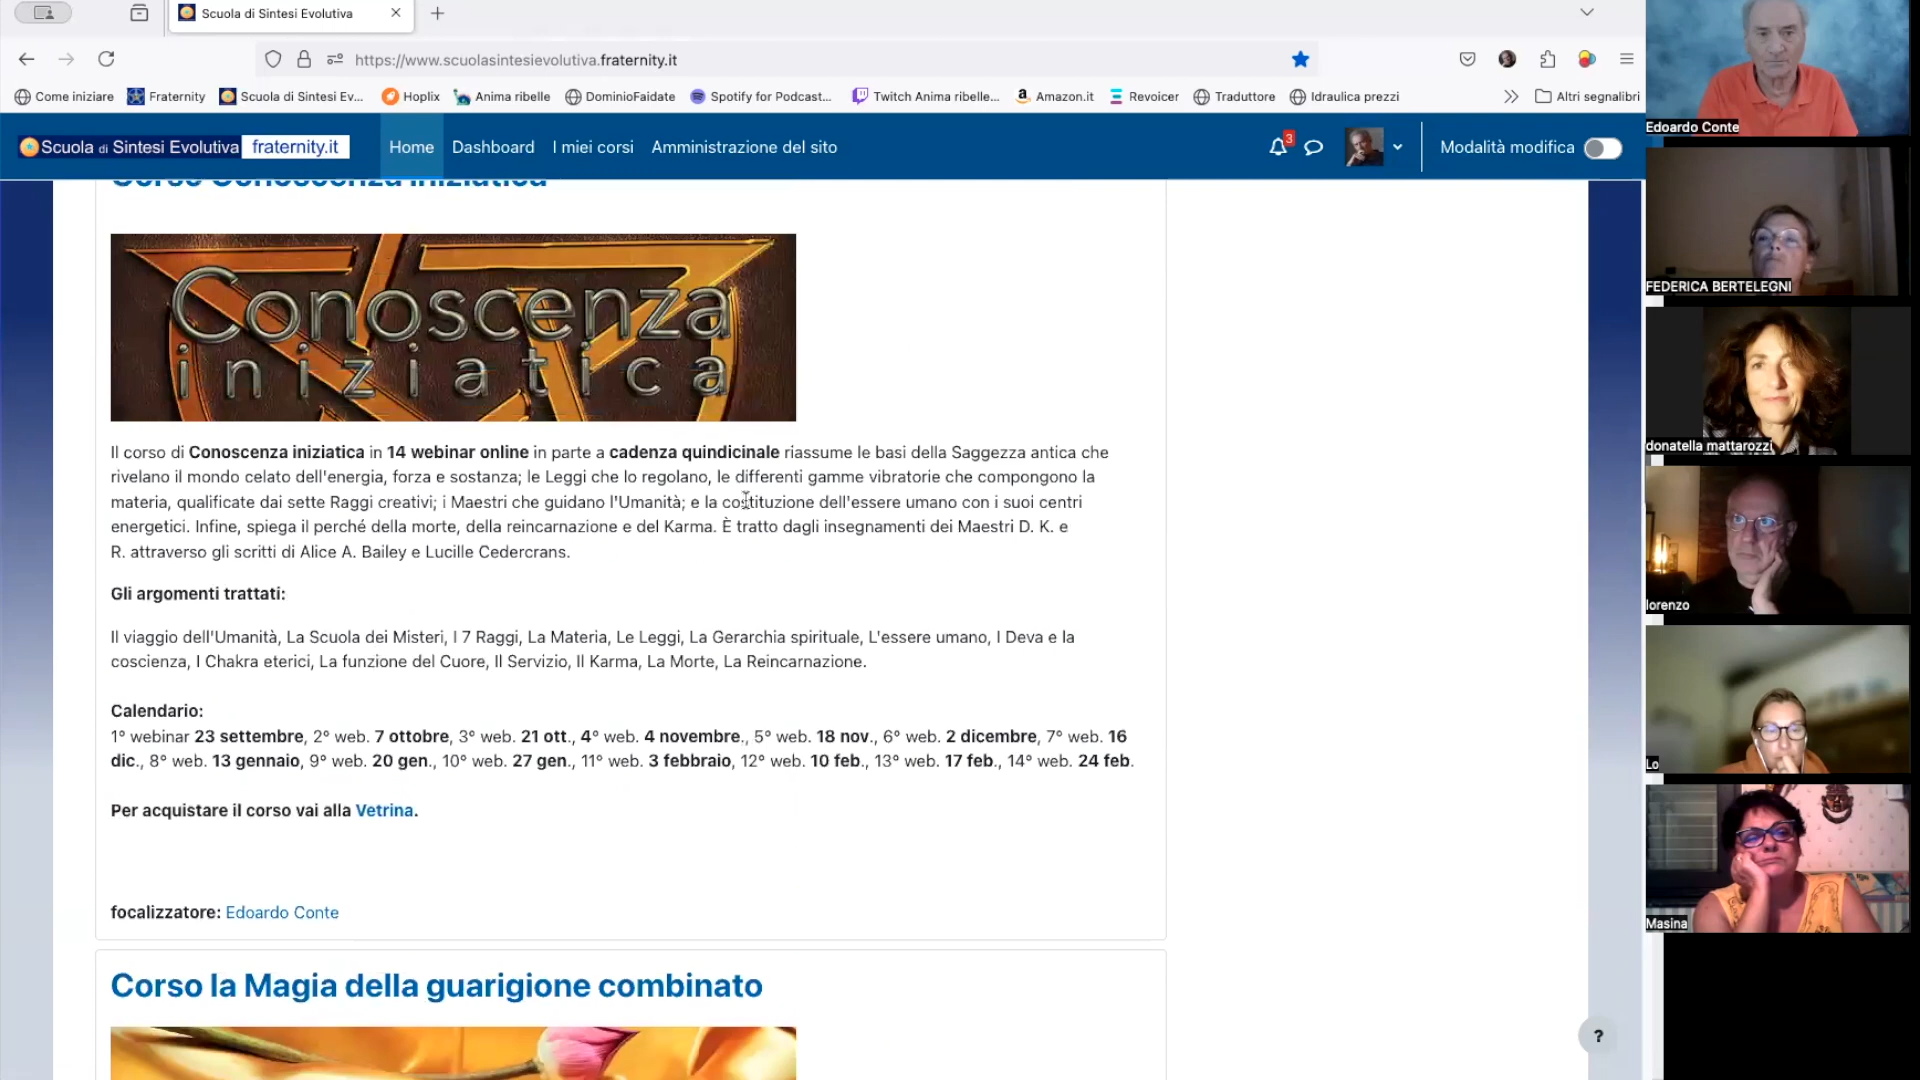 Scuola di Sintesi Evolutiva
https://www.scuolasintesievolutiva.fraternity.it
Come iniziare
Fraternity
Scuola di Sintesi Ev...
Hoplix
Anima ribelle
DominioFaidate
Spotify for Podcast...
Twitch Anima ribelle...
Amazon.it
Revoicer
Traduttore
Idraulica prezzi
Altri segnalibri
Scuola di Sintesi Evolutiva fraternity.it
Home
Dashboard
I miei corsi
Amministrazione del sito
3
Modalità modifica
Corso Conoscenza iniziatica
Conoscenza
iniziatica
Il corso di Conoscenza iniziatica in 14 webinar online in parte a cadenza quindicinale riassume le basi della Saggezza antica che
rivelano il mondo celato dell'energia, forza e sostanza; le Leggi che lo regolano, le differenti gamme vibratorie che compongono la
materia, qualificate dai sette Raggi creativi; i Maestri che guidano l'Umanità; e la costituzione dell'essere umano con i suoi centri
energetici. Infine, spiega il perché della morte, della reincarnazione e del Karma. È tratto dagli insegnamenti dei Maestri D. K. e
R. attraverso gli scritti di Alice A. Bailey e Lucille Cedercrans.
Gli argomenti trattati:
Il viaggio dell'Umanità, La Scuola dei Misteri, I 7 Raggi, La Materia, Le Leggi, La Gerarchia spirituale, L'essere umano, I Deva e la
coscienza, I Chakra eterici, La funzione del Cuore, Il Servizio, Il Karma, La Morte, La Reincarnazione.
Calendario:
1° webinar 23 settembre, 2° web. 7 ottobre, 3° web. 21 ott., 4° web. 4 novembre., 5° web. 18 nov., 6° web. 2 dicembre, 7° web. 16
dic., 8° web. 13 gennaio, 9° web. 20 gen., 10° web. 27 gen., 11° web. 3 febbraio, 12° web. 10 feb., 13° web. 17 feb., 14° web. 24 feb.
Per acquistare il corso vai alla Vetrina.
focalizzatore: Edoardo Conte
Corso la Magia della guarigione combinato
?
Edoardo Conte
FEDERICA BERTELEGNI
donatella mattarozzi
lorenzo
Lo
Masina